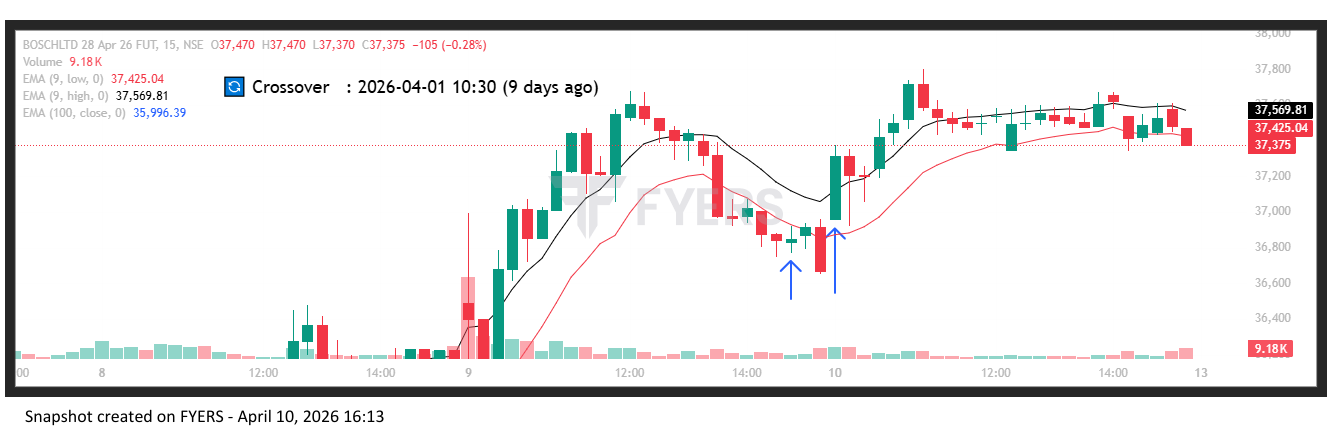 BOSCHLTD 28 Apr 26 FUT, 15, NSE O37,470 H37,470 L37,370 C37,375 −105 (−0.28%)
Volume 9.18K
EMA (9, low, 0) 37,425.04
EMA (9, high, 0) 37,569.81
EMA (100, close, 0) 35,996.39
Crossover : 2026-04-01 10:30 (9 days ago)
FYERS
38,000
37,800
37,569.81
37,425.04
37,375
37,200
37,000
36,800
36,600
36,400
9.18K
:00 8 12:00 14:00 9 12:00 14:00 10 12:00 14:00 13
Snapshot created on FYERS - April 10, 2026 16:13